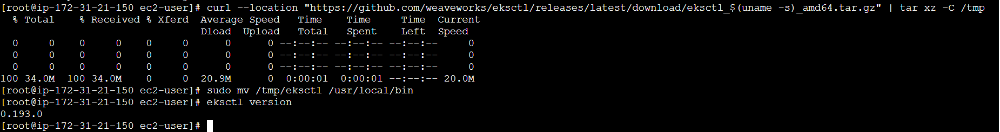 [root@ip-172-31-21-150 ec2-user]# curl --location "https://github.com/weaveworks/eksctl/releases/latest/download/eksctl_$(uname -s)_amd64.tar.gz" | tar xz -C /tmp
  % Total    % Received % Xferd  Average Speed   Time    Time     Time  Current
                                 Dload  Upload   Total   Spent    Left  Speed
  0     0    0     0    0     0      0      0 --:--:-- --:--:-- --:--:--     0
  0     0    0     0    0     0      0      0 --:--:-- --:--:-- --:--:--     0
  0     0    0     0    0     0      0      0 --:--:-- --:--:-- --:--:--     0
100 34.0M  100 34.0M    0     0  20.9M      0  0:00:01  0:00:01 --:--:-- 20.0M
[root@ip-172-31-21-150 ec2-user]# sudo mv /tmp/eksctl /usr/local/bin
[root@ip-172-31-21-150 ec2-user]# eksctl version
0.193.0
[root@ip-172-31-21-150 ec2-user]#